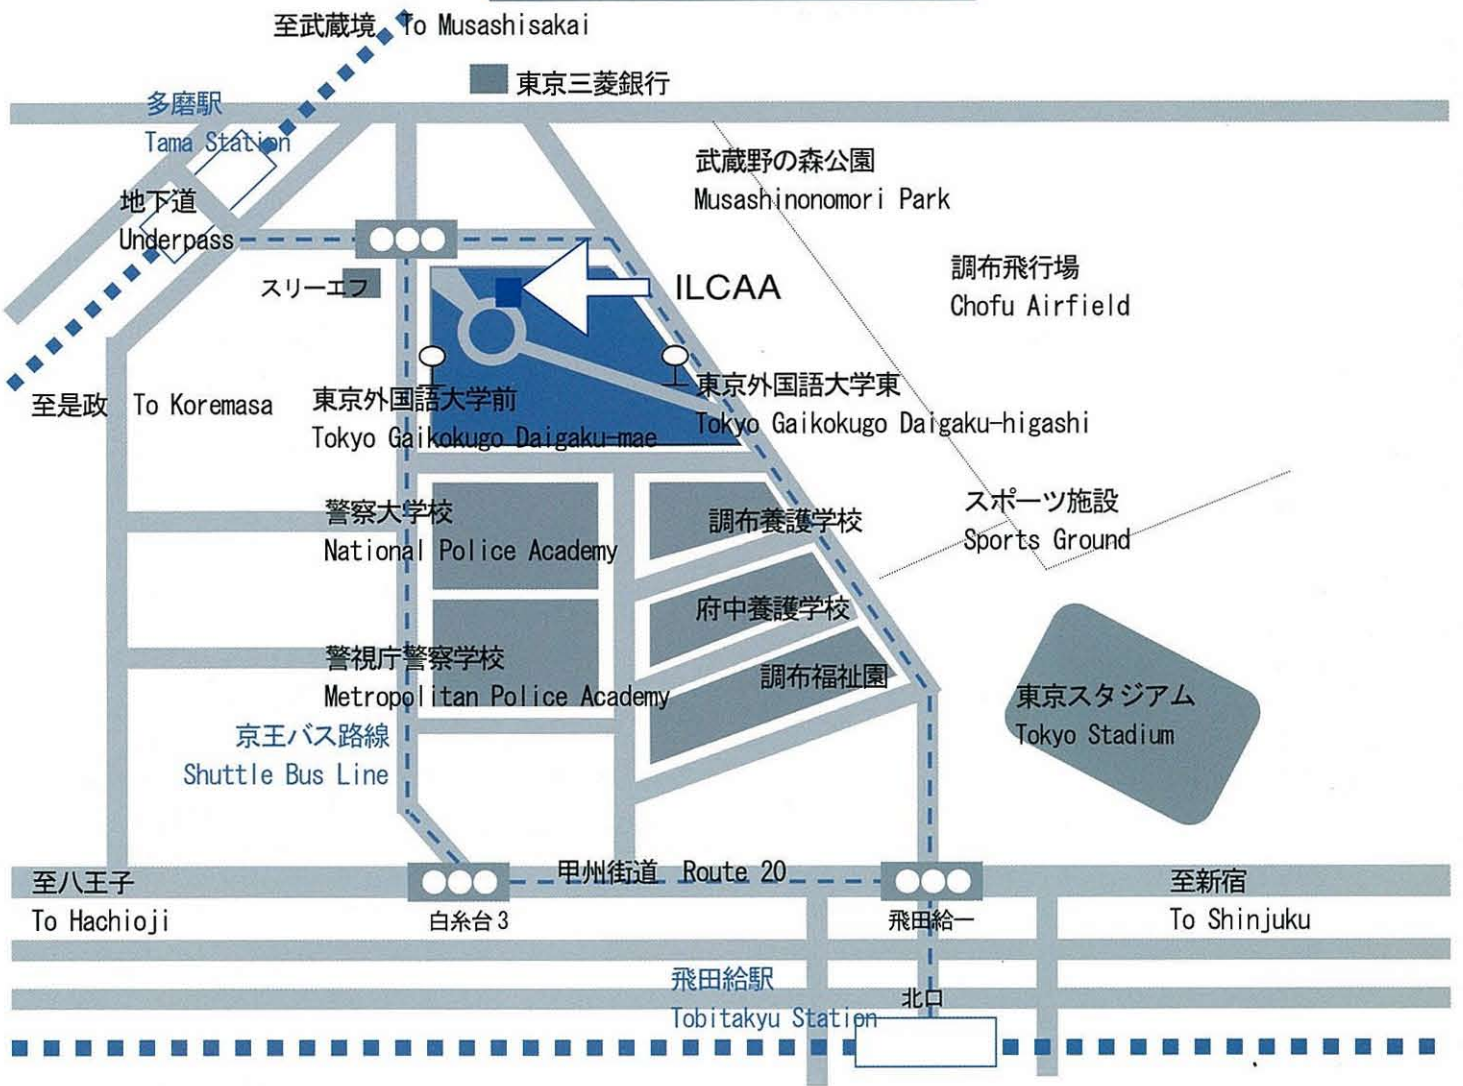 至武蔵境 To Musashisakai
東京三菱銀行
多磨駅
Tama Station
武蔵野の森公園
Musashinonomori Park
地下道
Underpass
スリーエフ
ILCAA
調布飛行場
Chofu Airfield
至是政 To Koremasa
東京外国語大学前
Tokyo Gaikokugo Daigaku-mae
東京外国語大学東
Tokyo Gaikokugo Daigaku-higashi
警察大学校
National Police Academy
調布養護学校
スポーツ施設
Sports Ground
府中養護学校
警視庁警察学校
Metropolitan Police Academy
調布福祉園
東京スタジアム
Tokyo Stadium
京王バス路線
Shuttle Bus Line
甲州街道 Route 20
至八王子
To Hachioji
白糸台3
飛田給一
至新宿
To Shinjuku
飛田給駅
Tobitakyu Station
北口